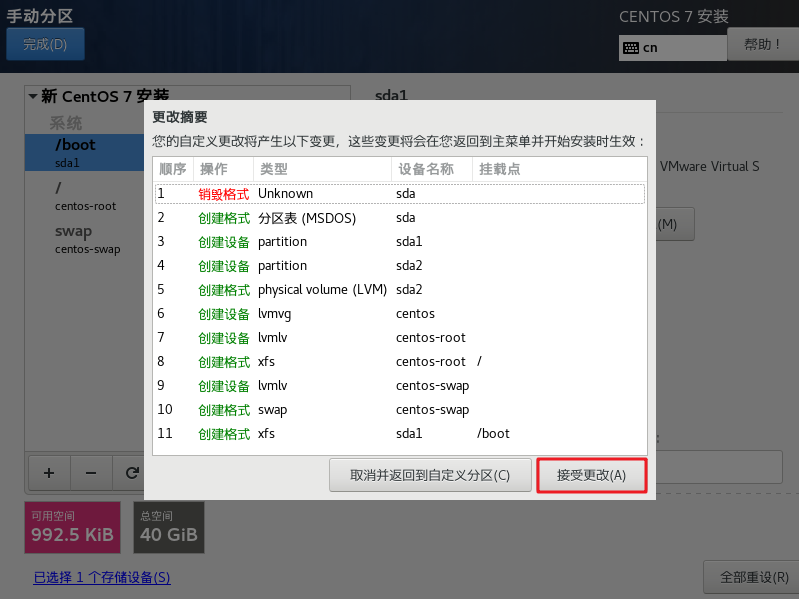 手动分区
CENTOS 7 安装
完成(D)
cn
帮助！
新 CentOS 7 安装
sda1
系统
/boot
sda1
/
centos-root
swap
centos-swap
VMware Virtual S
(M)
更改摘要
您的自定义更改将产生以下变更，这些变更将会在您返回到主菜单并开始安装时生效：
顺序 操作 类型 设备名称 挂载点
1 销毁格式 Unknown sda
2 创建格式 分区表 (MSDOS) sda
3 创建设备 partition sda1
4 创建设备 partition sda2
5 创建格式 physical volume (LVM) sda2
6 创建设备 lvmvg centos
7 创建设备 lvmlv centos-root
8 创建格式 xfs centos-root /
9 创建设备 lvmlv centos-swap
10 创建格式 swap centos-swap
11 创建格式 xfs sda1 /boot
取消并返回到自定义分区(C)
接受更改(A)
可用空间
992.5 KiB
总空间
40 GiB
已选择 1 个存储设备(S)
全部重设(R)